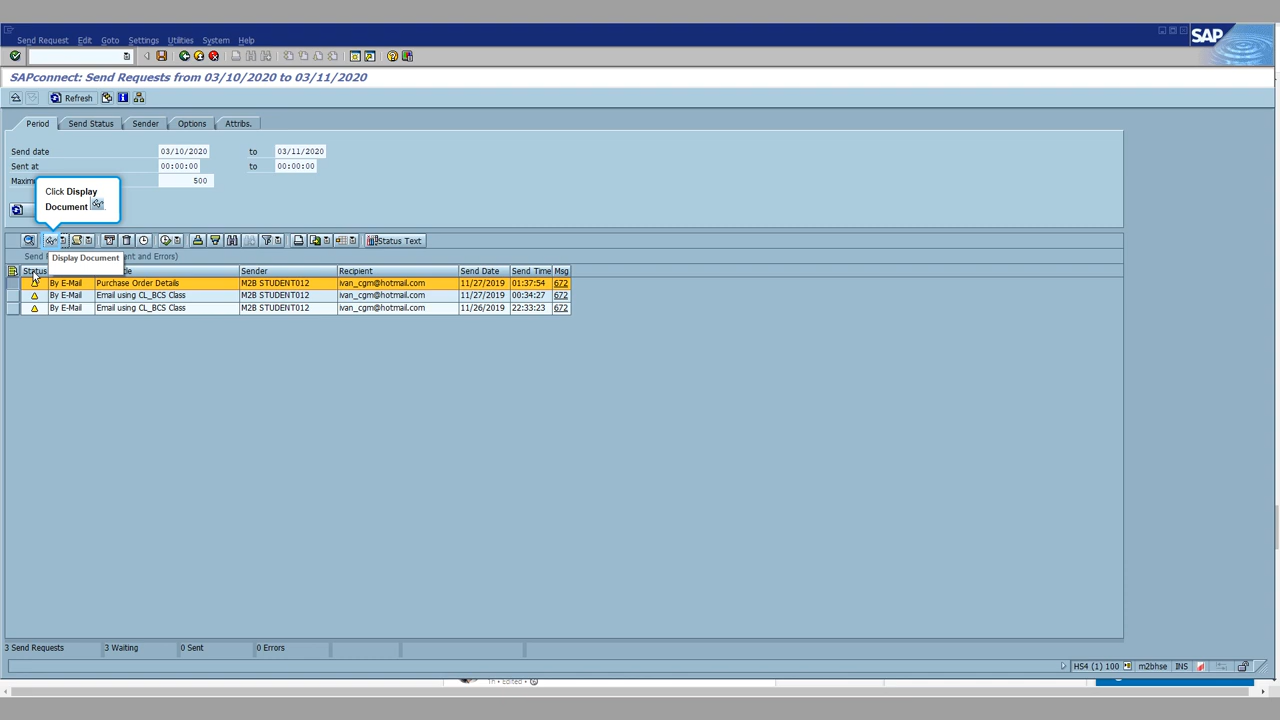 Send Request Edit Goto Settings Utilities System Help
SAP
SAPconnect: Send Requests from 03/10/2020 to 03/11/2020
Refresh
Period Send Status Sender Options Attribs.
Send date 03/10/2020 to 03/11/2020
Sent at 00:00:00 to 00:00:00
500
Click Display
Document
Status Text
and Errors)
Display Document
Status Sender Recipient Send Date Send Time Msg
By E-Mail Purchase Order Details M2B STUDENT012 ivan_cgm@hotmail.com 11/27/2019 01:37:54 672
By E-Mail Email using CL_BCS Class M2B STUDENT012 ivan_cgm@hotmail.com 11/27/2019 00:34:27 672
By E-Mail Email using CL_BCS Class M2B STUDENT012 ivan_cgm@hotmail.com 11/26/2019 22:33:23 672
3 Send Requests 3 Waiting 0 Sent 0 Errors
HS4 (1) 100 m2bhse INS